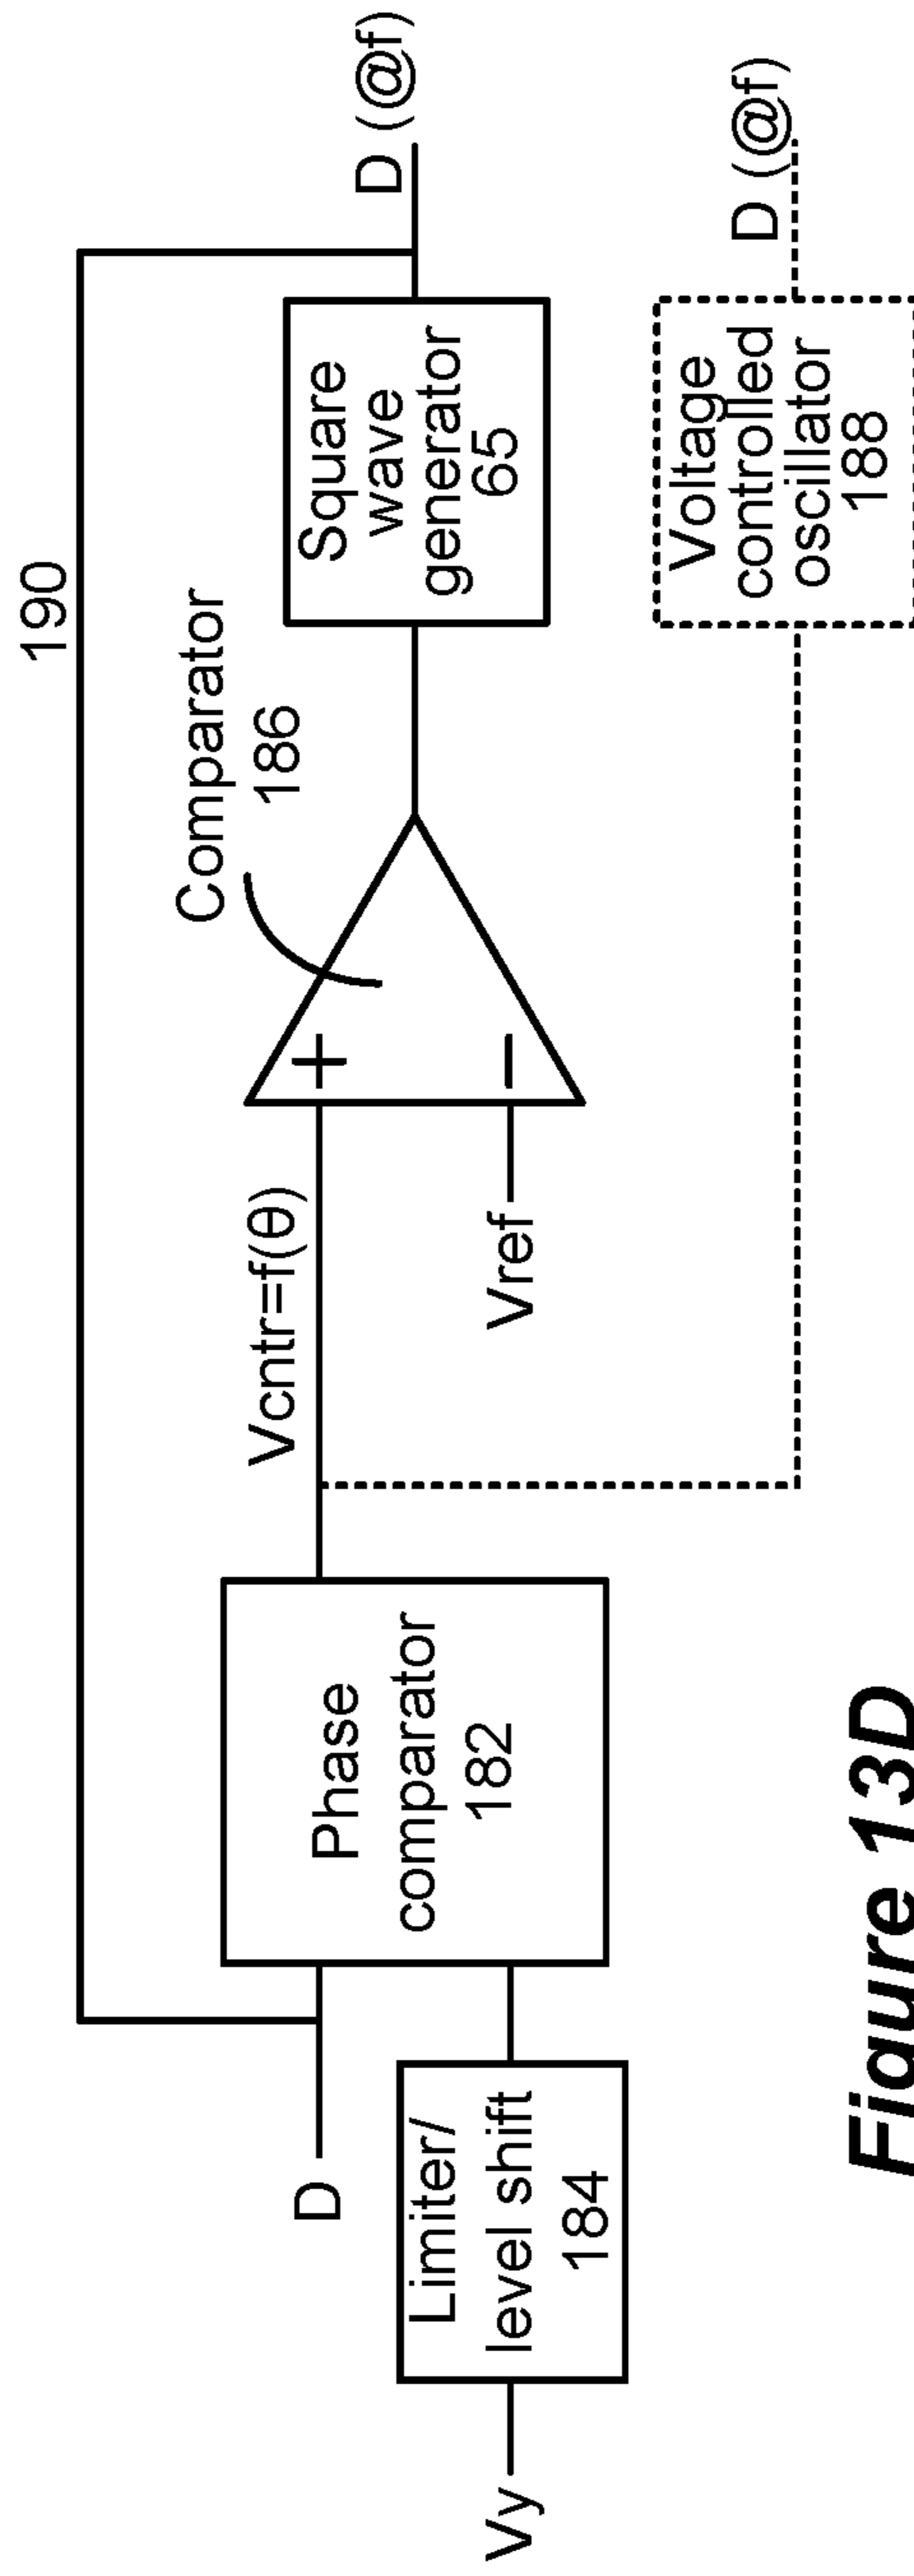 190
Comparator
186
Square
wave
generator
65
D (@f)
Vcntr=f(θ)
+
−
Vref
Phase
comparator
182
D
Limiter/
level shift
184
Vy
Voltage
controlled
oscillator
188
D (@f)
Figure 13D